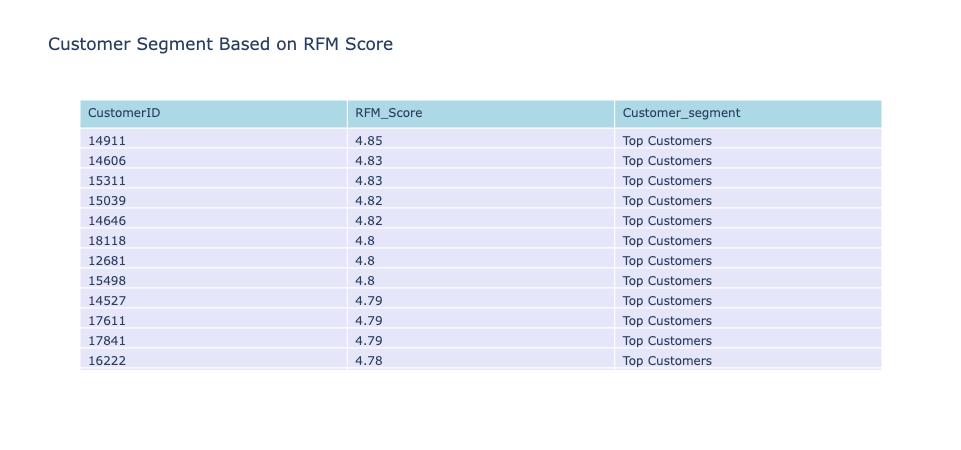 Customer Segment Based on RFM Score
CustomerID RFM_Score Customer_segment
14911 4.85 Top Customers
14606 4.83 Top Customers
15311 4.83 Top Customers
15039 4.82 Top Customers
14646 4.82 Top Customers
18118 4.8 Top Customers
12681 4.8 Top Customers
15498 4.8 Top Customers
14527 4.79 Top Customers
17611 4.79 Top Customers
17841 4.79 Top Customers
16222 4.78 Top Customers